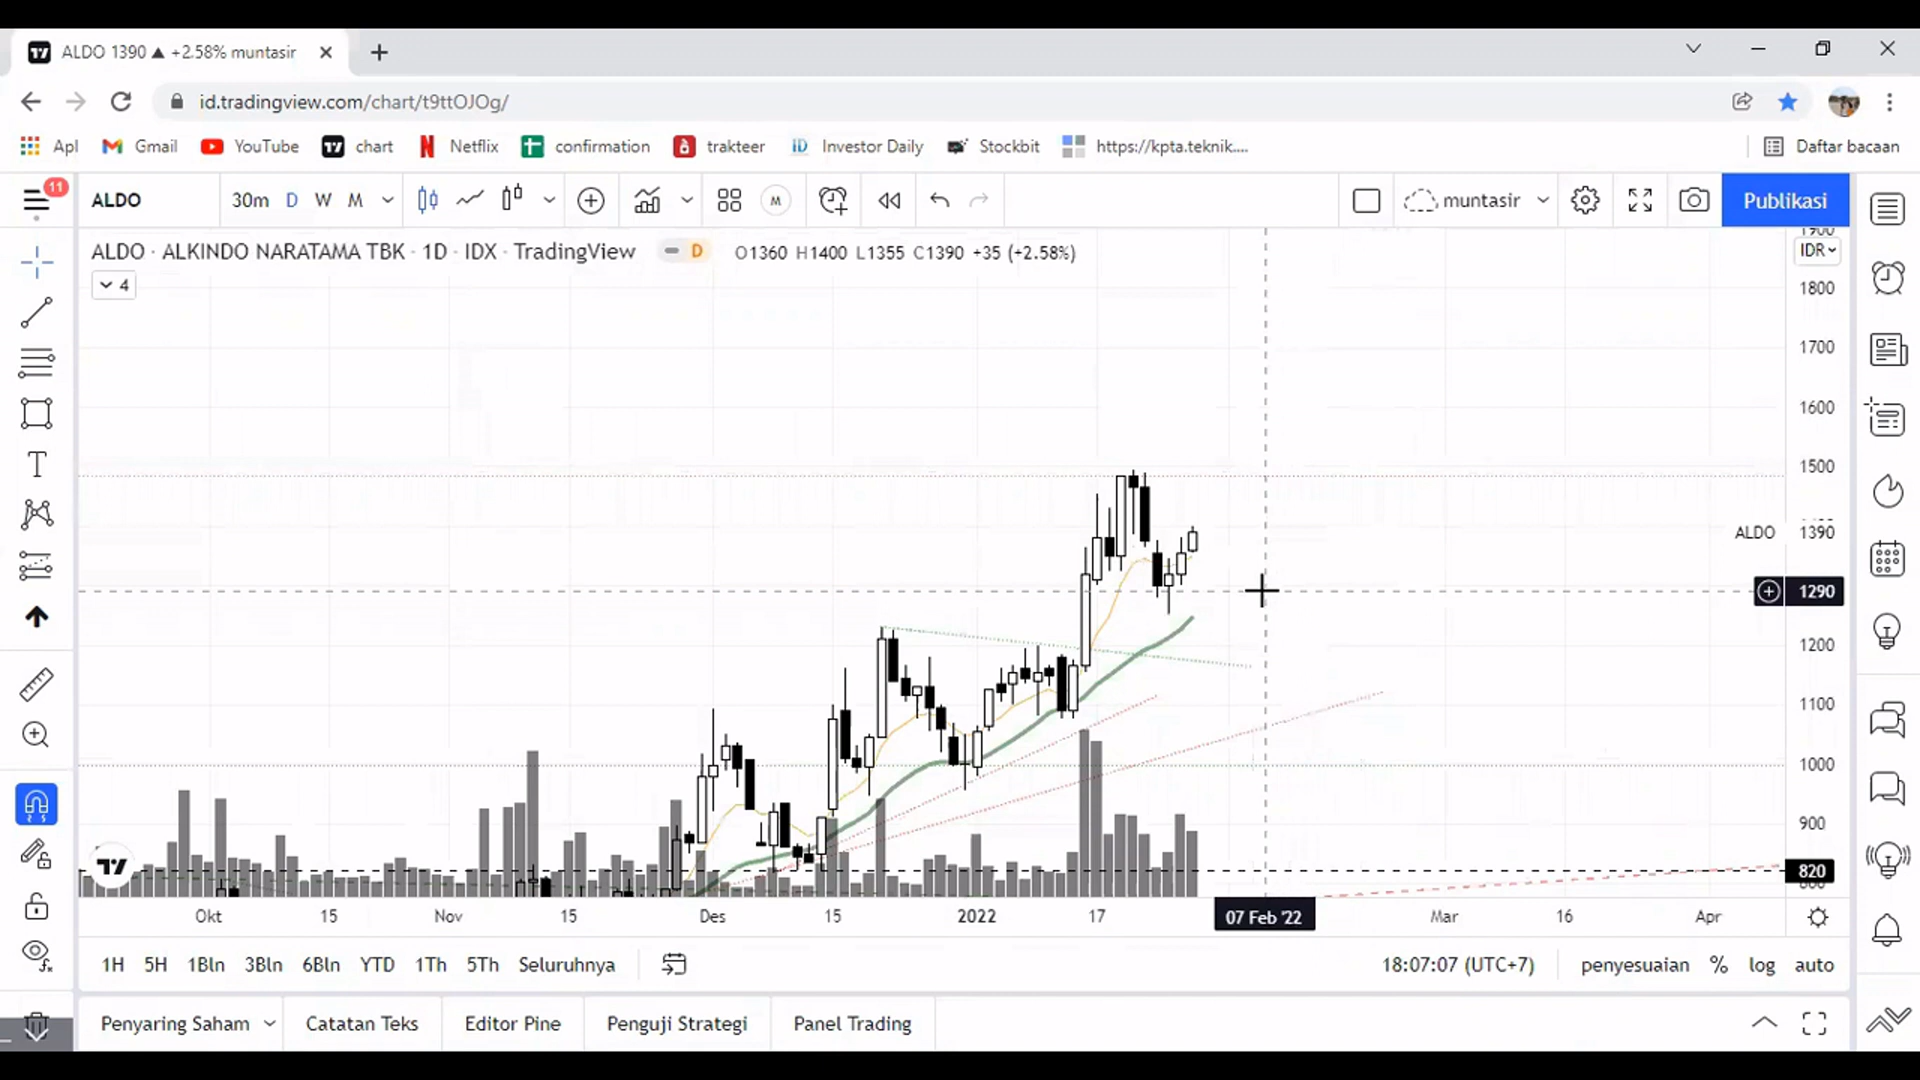 ALDO 1390 ▲ +2.58% muntasir
id.tradingview.com/chart/t9ttOJOg/
Apl Gmail YouTube chart Netflix confirmation trakteer Investor Daily Stockbit https://kpta.teknik.... Daftar bacaan
11 ALDO 30m D W M M muntasir Publikasi
ALDO · ALKINDO NARATAMA TBK · 1D · IDX · TradingView D O1360 H1400 L1355 C1390 +35 (+2.58%)
4
1900
IDR
1800
1700
1600
1500
ALDO 1390
1290
1200
1100
1000
900
820
Okt 15 Nov 15 Des 15 2022 17 07 Feb '22 Mar 16 Apr
1H 5H 1Bln 3Bln 6Bln YTD 1Th 5Th Seluruhnya 18:07:07 (UTC+7) penyesuaian % log auto
Penyaring Saham Catatan Teks Editor Pine Penguji Strategi Panel Trading